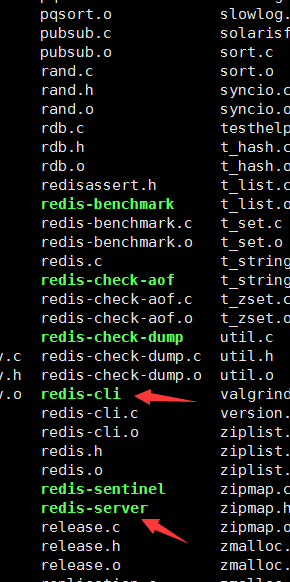 pqsort.o slowlog.
pubsub.c solarisf
pubsub.o sort.c
rand.c sort.o
rand.h syncio.c
rand.o syncio.o
rdb.c testhelp
rdb.h t_hash.c
rdb.o t_hash.o
redisassert.h t_list.c
redis-benchmark t_list.o
redis-benchmark.c t_set.c
redis-benchmark.o t_set.o
redis.c t_string
redis-check-aof t_string
redis-check-aof.c t_zset.c
redis-check-aof.o t_zset.o
redis-check-dump util.c
y.c redis-check-dump.c util.h
y.h redis-check-dump.o util.o
y.o redis-cli valgrind
redis-cli.c version.
redis-cli.o ziplist.
redis.h ziplist.
redis.o ziplist.
redis-sentinel zipmap.c
redis-server zipmap.h
release.c zipmap.o
release.h zmalloc.
release.o zmalloc.